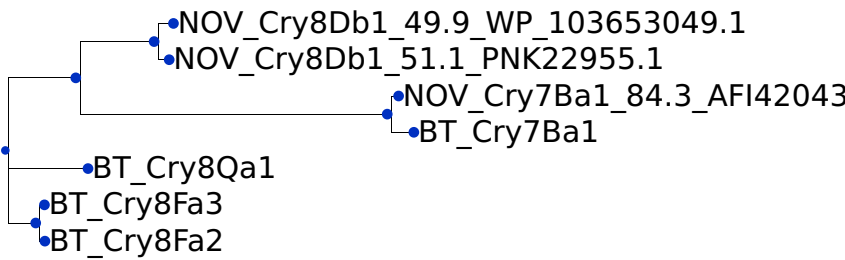 NOV_Cry8Db1_49.9_WP_103653049.1
NOV_Cry8Db1_51.1_PNK22955.1
NOV_Cry7Ba1_84.3_AFI42043
BT_Cry7Ba1
BT_Cry8Qa1
BT_Cry8Fa3
BT_Cry8Fa2